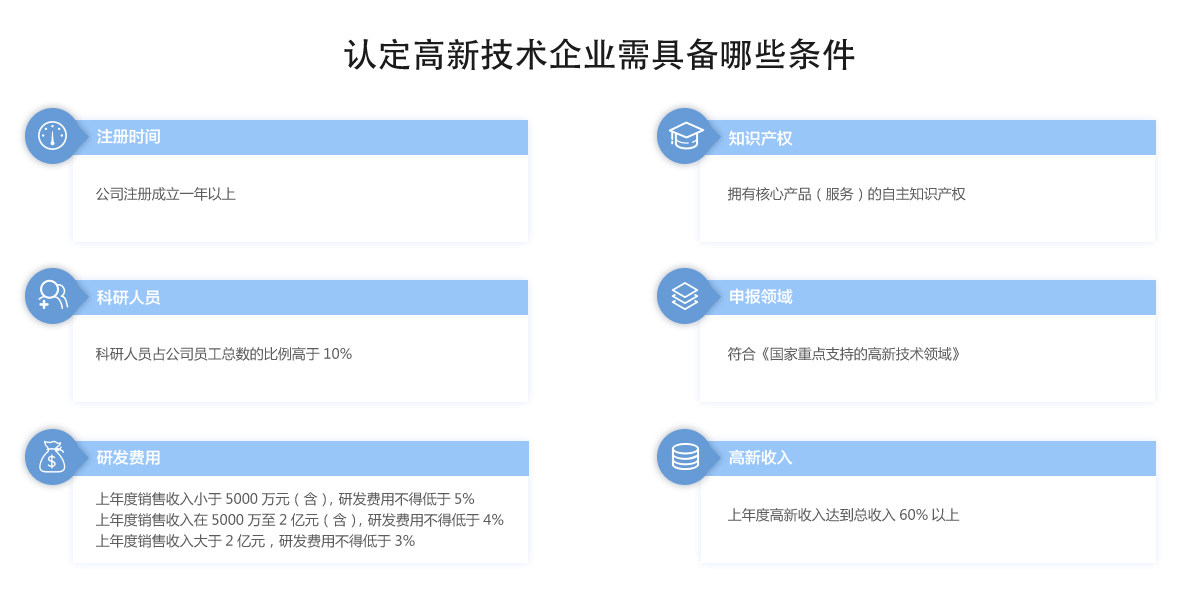 认定高新技术企业需具备哪些条件
注册时间
公司注册成立一年以上
知识产权
拥有核心产品（服务）的自主知识产权
科研人员
科研人员占公司员工总数的比例高于 10%
申报领域
符合《国家重点支持的高新技术领域》
研发费用
上年度销售收入小于 5000 万元（含），研发费用不得低于 5%
上年度销售收入在 5000 万至 2 亿元（含），研发费用不得低于 4%
上年度销售收入大于 2 亿元，研发费用不得低于 3%
高新收入
上年度高新收入达到总收入 60% 以上